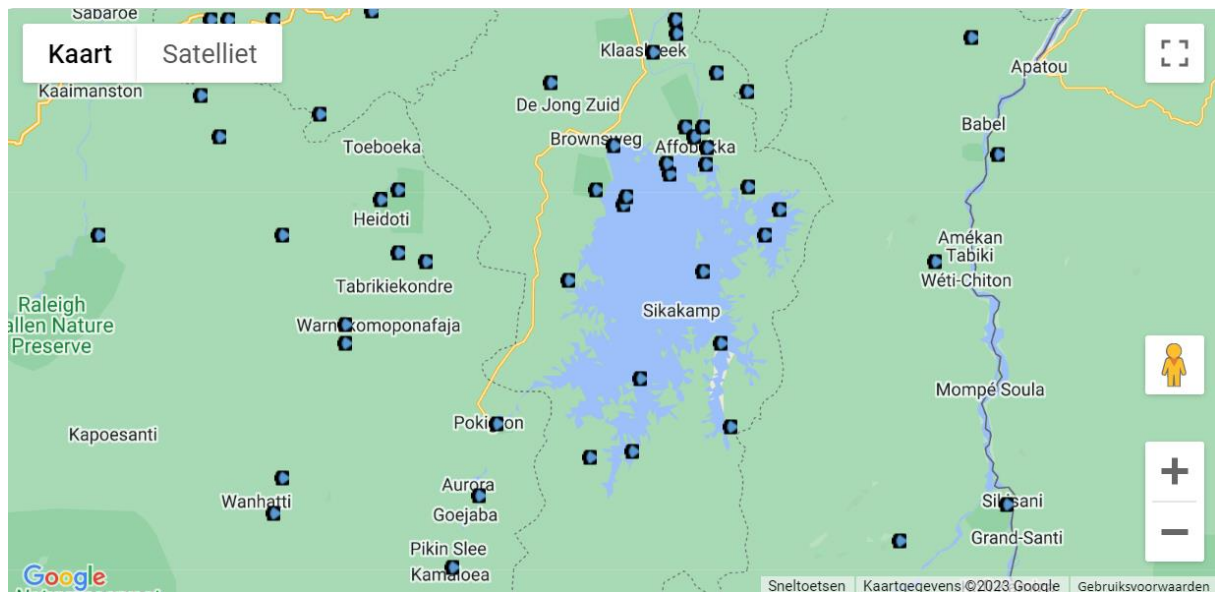 Sabaroe
Kaart
Satelliet
Klaaskreek
Apatou
Kaaimanston
De Jong Zuid
Babel
Brownsweg
Toeboeka
Heidoti
Amékan
Tabiki
Wéti-Chiton
Tabrikiekondre
Raleigh
allen Nature
Preserve
Sikakamp
Mompé Soula
Kapoesanti
Wanhatti
Aurora
Goejaba
Grand-Santi
Pikin Slee
Kamaloea
Google
Sneltoetsen
Kaartgegevens ©2023 Google
Gebruiksvoorwaarden